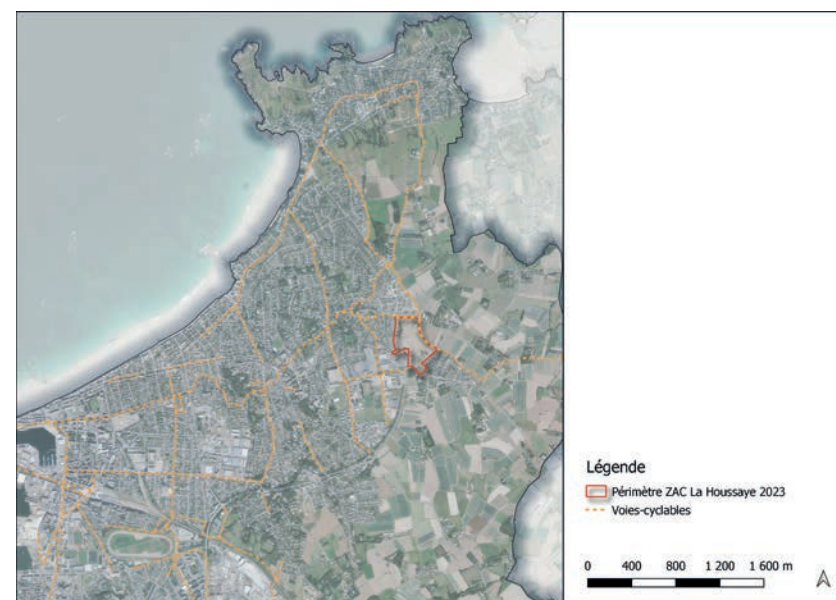 Légende
Périmètre ZAC La Houssaye 2023
Voies-cyclables
0 400 800 1 200 1 600 m